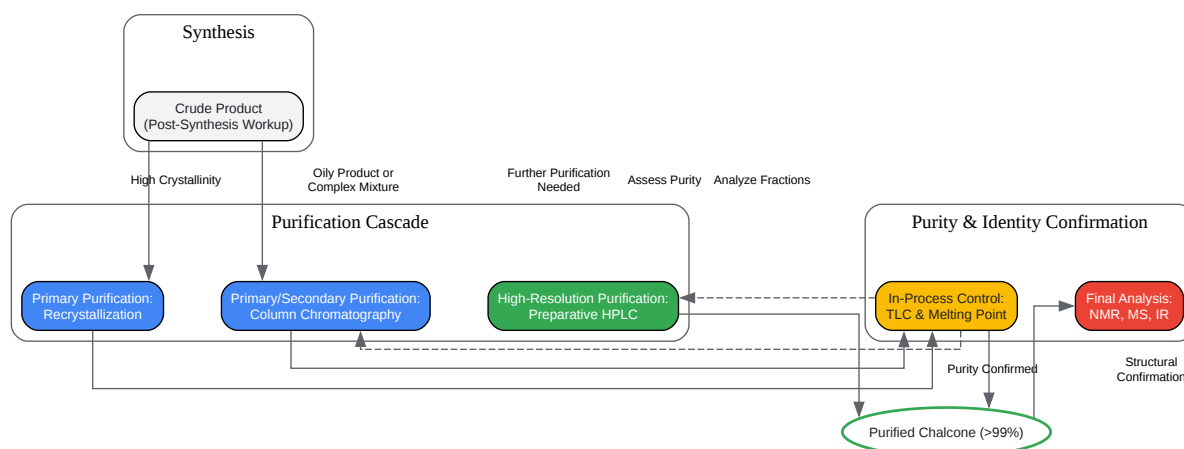 Synthesis
Crude Product
(Post-Synthesis Workup)
High Crystallinity
Oily Product or
Complex Mixture
Further Purification
Needed
Assess Purity
Analyze Fractions
Purification Cascade
Purity & Identity Confirmation
Primary Purification:
Recrystallization
Primary/Secondary Purification:
Column Chromatography
High-Resolution Purification:
Preparative HPLC
In-Process Control:
TLC & Melting Point
Final Analysis:
NMR, MS, IR
Purity Confirmed
Structural
Confirmation
Purified Chalcone (>99%)